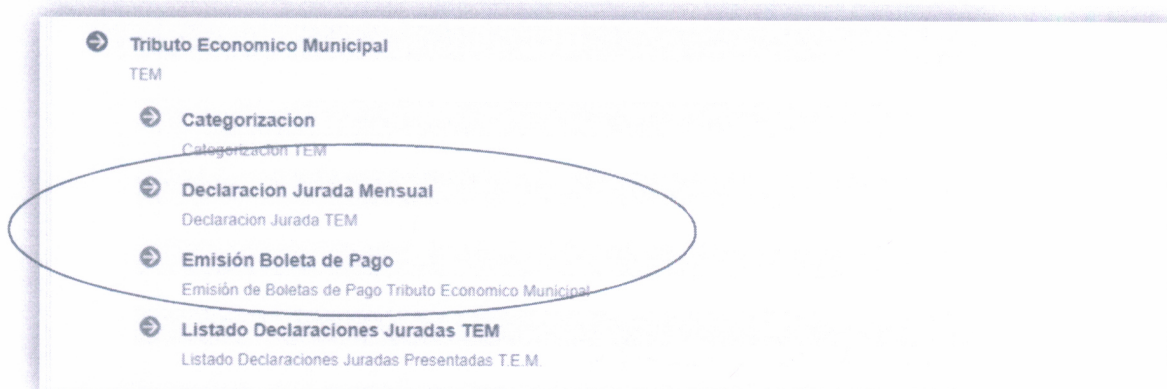 Tributo Economico Municipal
TEM
Categorizacion
Categorizacion TEM
Declaracion Jurada Mensual
Declaracion Jurada TEM
Emisión Boleta de Pago
Emisión de Boletas de Pago Tributo Economico Municipal
Listado Declaraciones Juradas TEM
Listado Declaraciones Juradas Presentadas T.E.M.